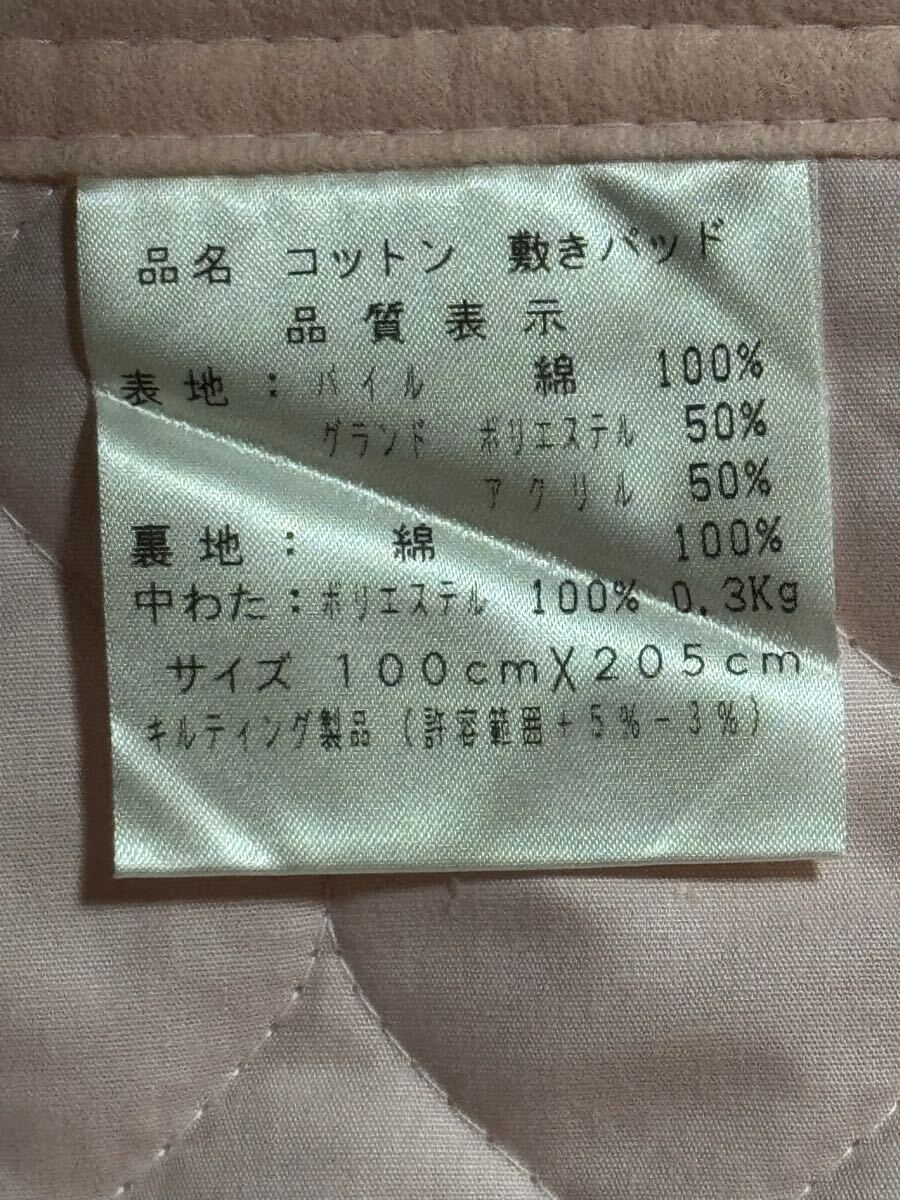 品名 コットン 敷きパッド
品質表示
表地：パイル 綿 100%
グランド ポリエステル 50%
アクリル 50%
裏地：綿 100%
中わた：ポリエステル 100% 0.3Kg
サイズ 100cmX205cm
キルティング製品（許容範囲＋5％－3％）